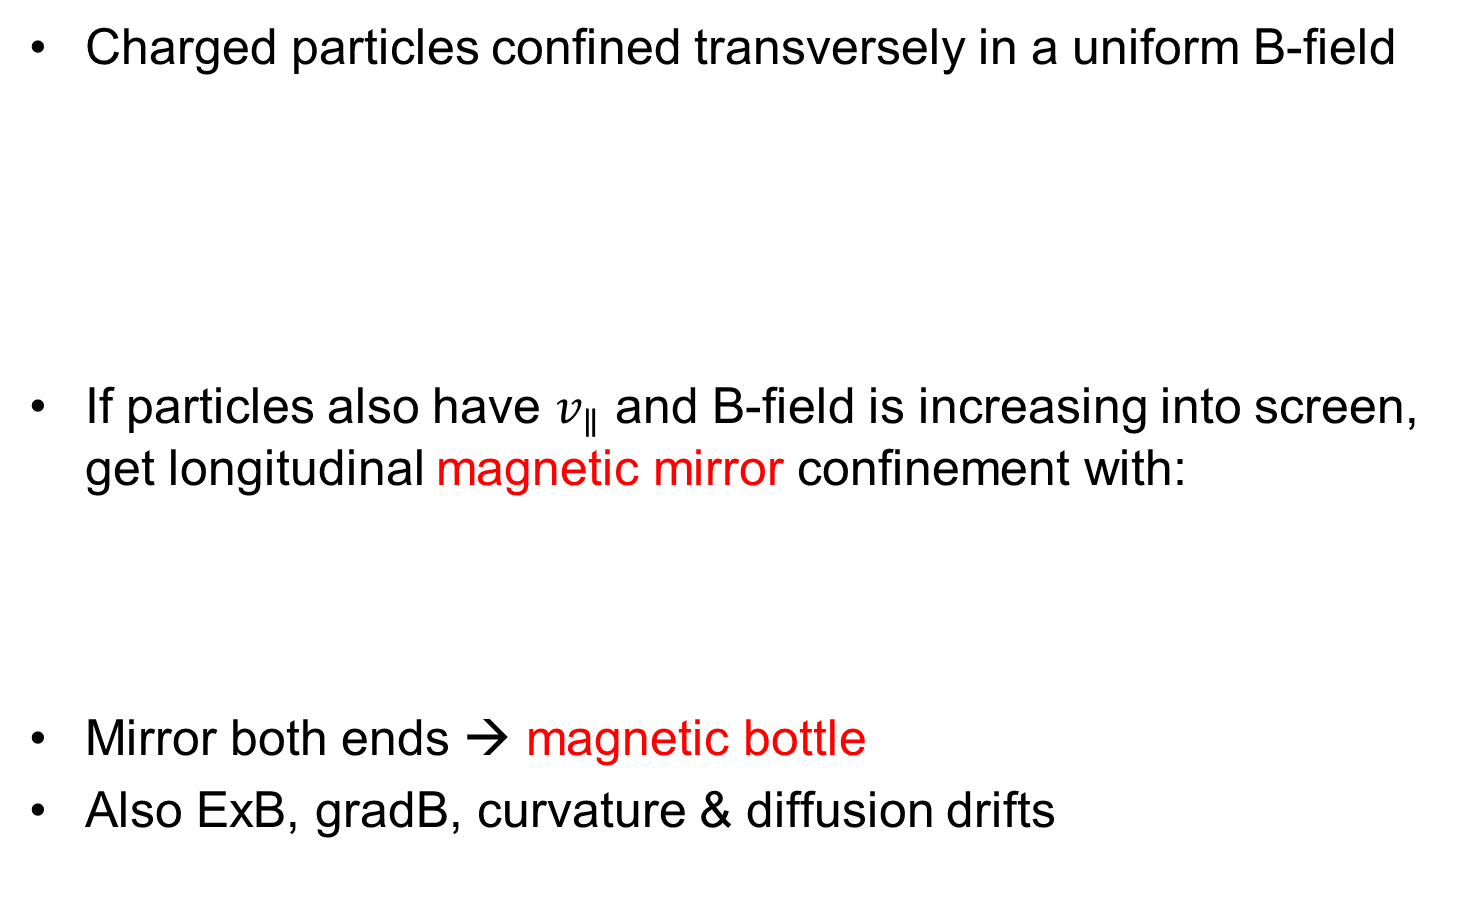 • Charged particles confined transversely in a uniform B-field
• If particles also have 𝑣∥ and B-field is increasing into screen,
get longitudinal magnetic mirror confinement with:
• Mirror both ends → magnetic bottle
• Also ExB, gradB, curvature & diffusion drifts